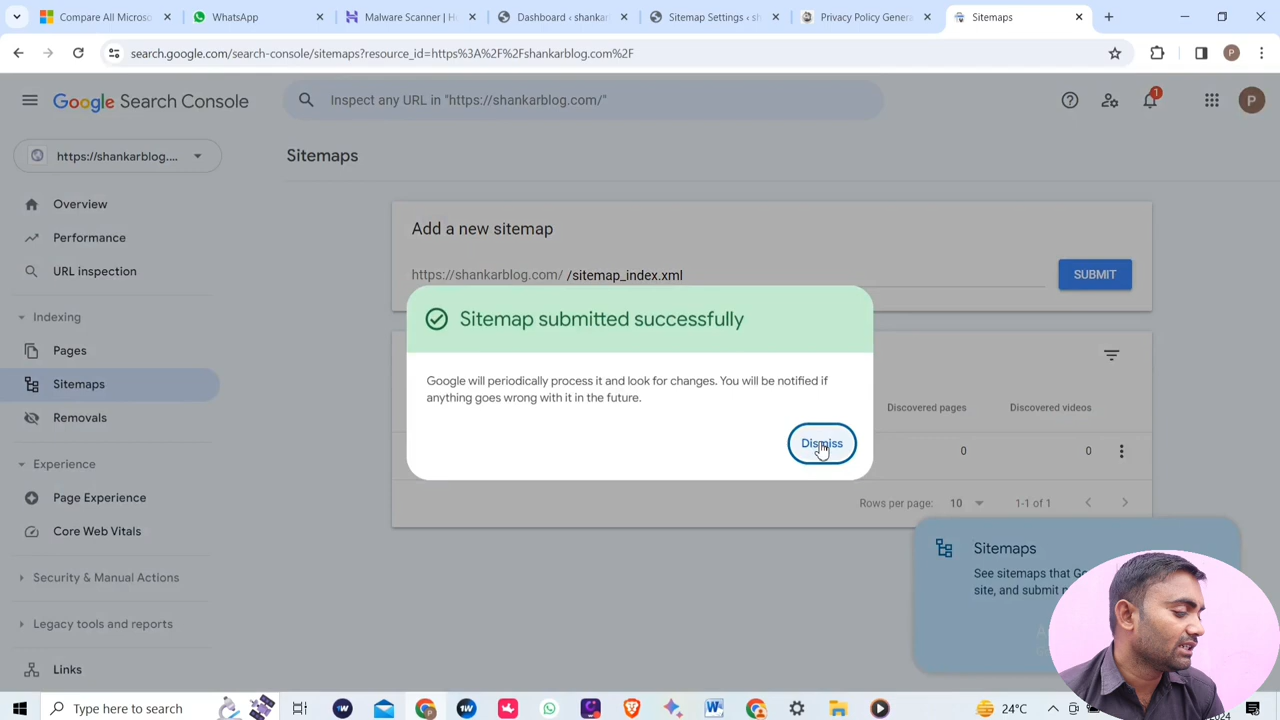 Compare All Micros
WhatsApp
Malware Scanner | H
Dashboard ‹ shankar
Sitemap Settings ‹ sh
Privacy Policy Genera
Sitemaps
search.google.com/search-console/sitemaps?resource_id=https%3A%2F%2Fshankarblog.com%2F
Google Search Console
Inspect any URL in "https://shankarblog.com/"
1
P
https://shankarblog....
Sitemaps
Overview
Performance
URL inspection
Indexing
Pages
Sitemaps
Removals
Experience
Page Experience
Core Web Vitals
Security & Manual Actions
Legacy tools and reports
Links
Add a new sitemap
https://shankarblog.com/ /sitemap_index.xml
SUBMIT
Sitemap submitted successfully
Google will periodically process it and look for changes. You will be notified if
anything goes wrong with it in the future.
Dismiss
Discovered pages
Discovered videos
0
0
Rows per page:
10
1-1 of 1
Sitemaps
See sitemaps that
site, and submit
Type here to search
24°C